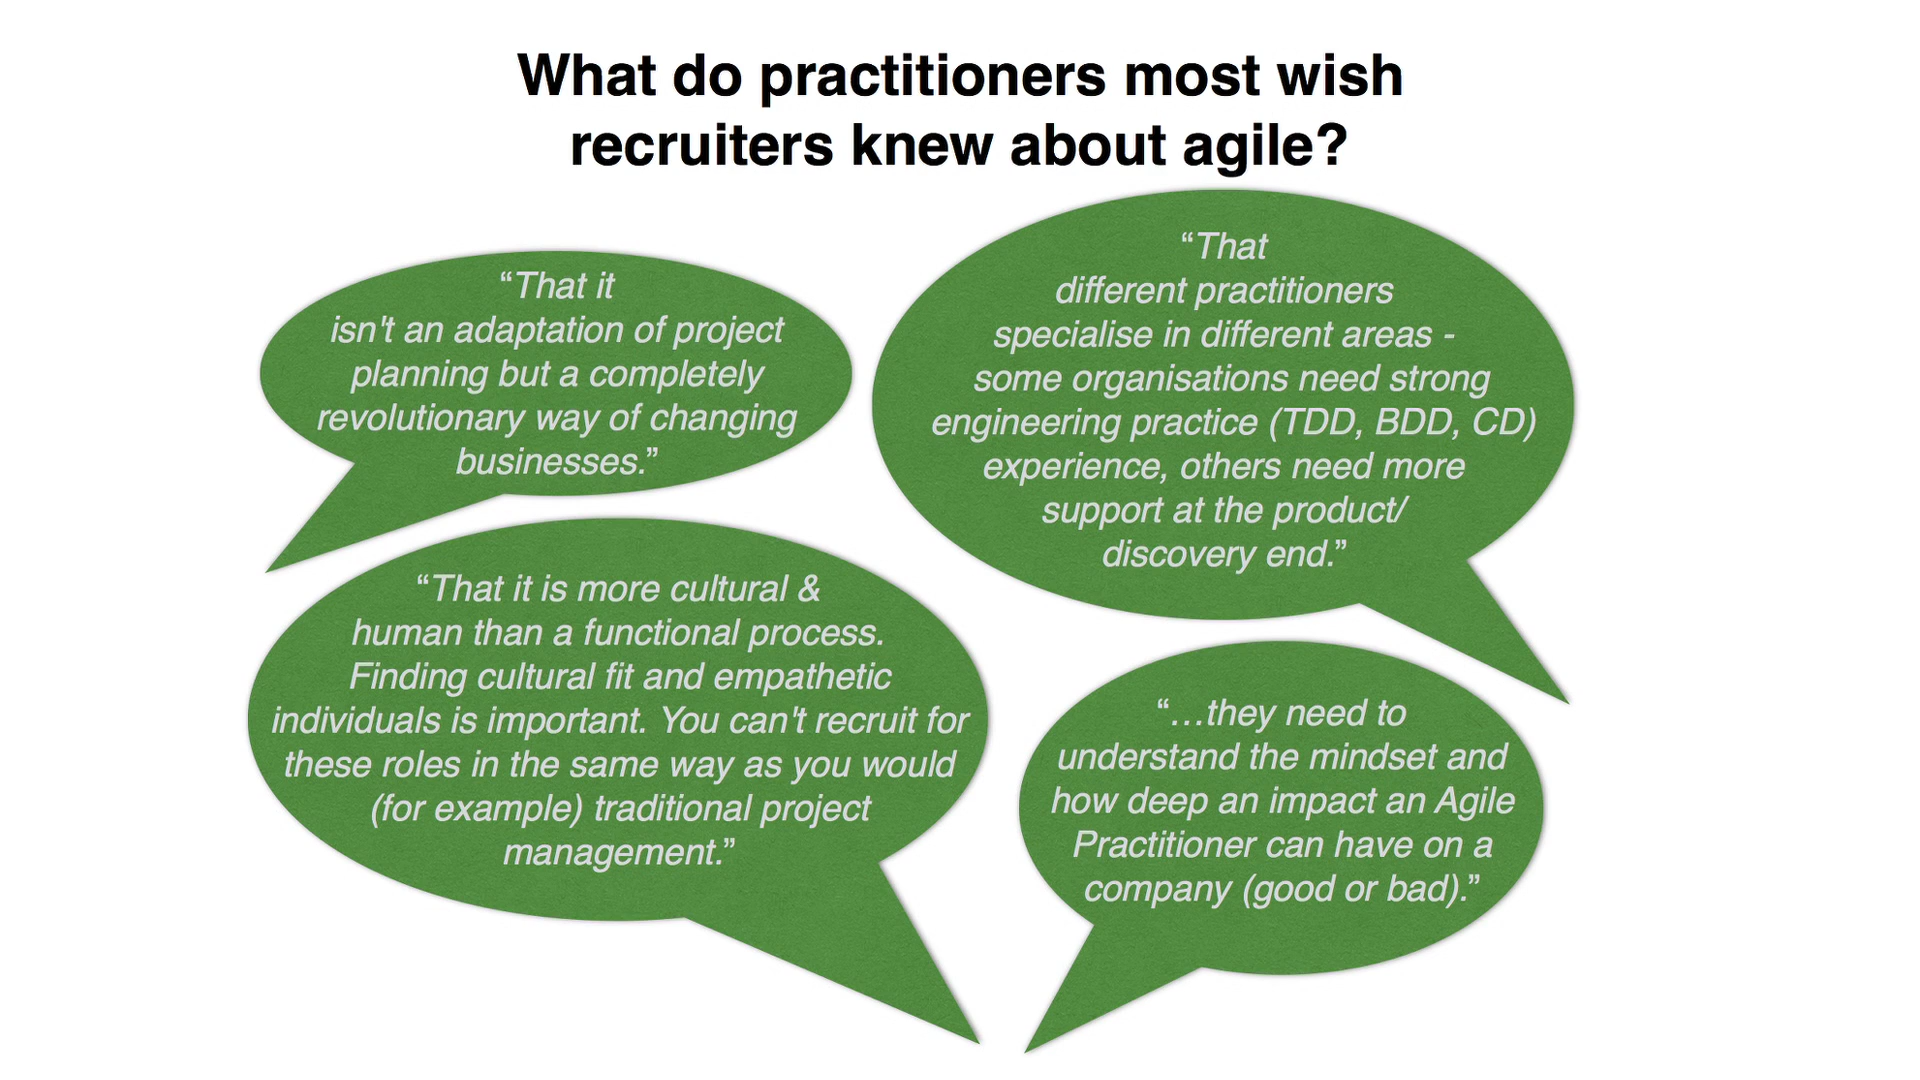 What do practitioners most wish
recruiters knew about agile?
“That it
isn't an adaptation of project
planning but a completely
revolutionary way of changing
businesses.”
“That
different practitioners
specialise in different areas -
some organisations need strong
engineering practice (TDD, BDD, CD)
experience, others need more
support at the product/
discovery end.”
“That it is more cultural &
human than a functional process.
Finding cultural fit and empathetic
individuals is important. You can't recruit for
these roles in the same way as you would
(for example) traditional project
management.”
“…they need to
understand the mindset and
how deep an impact an Agile
Practitioner can have on a
company (good or bad).”